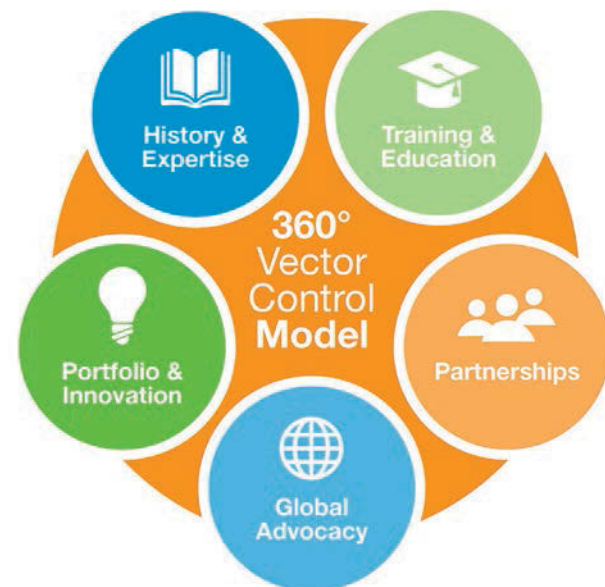 History &
Expertise
Training &
Education
360°
Vector
Control
Model
Portfolio &
Innovation
Partnerships
Global
Advocacy